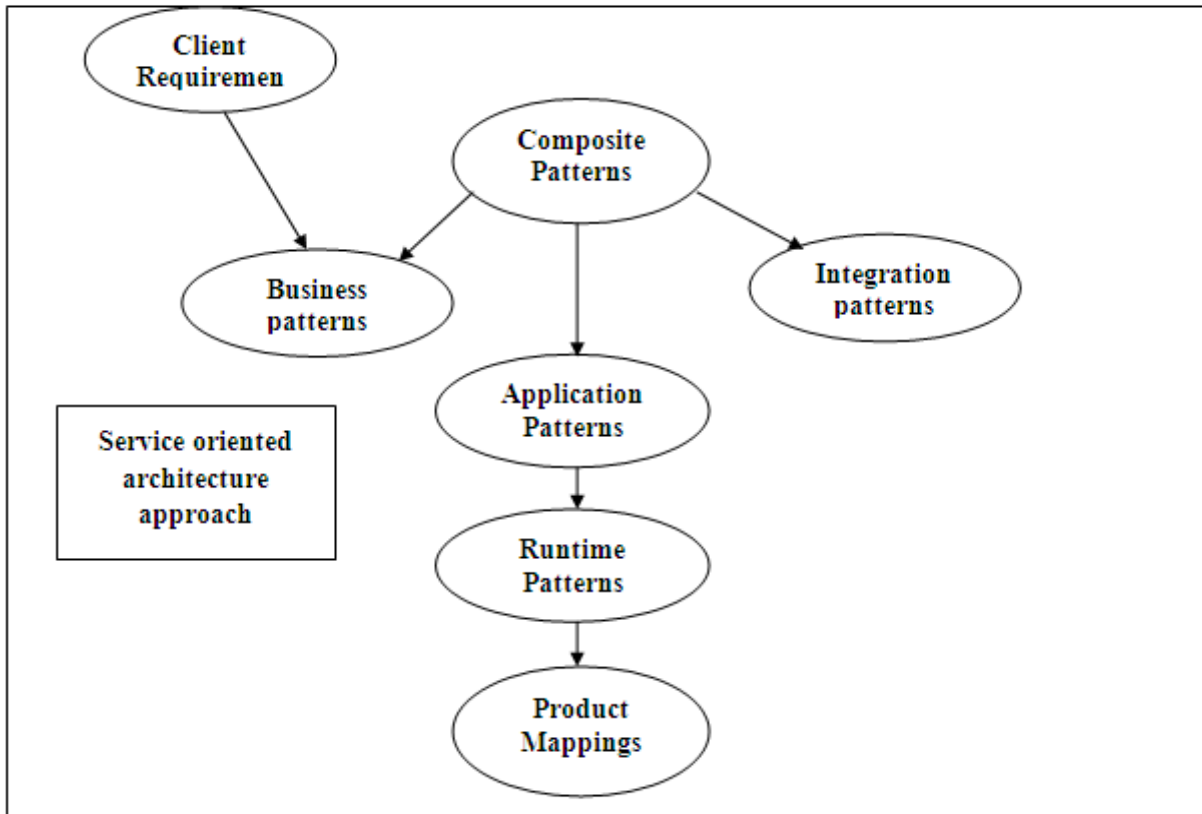 Client
Requiremen
Composite
Patterns
Business
patterns
Integration
patterns
Application
Patterns
Service oriented
architecture
approach
Runtime
Patterns
Product
Mappings